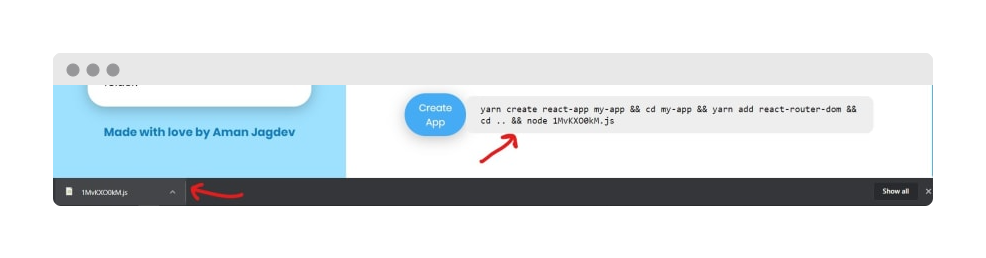 Create
App
yarn create react-app my-app && cd my-app && yarn add react-router-dom &&
cd .. && node 1MvKXO0kM.js
Made with love by Aman Jagdev
1MvKXO0kM.js
Show all